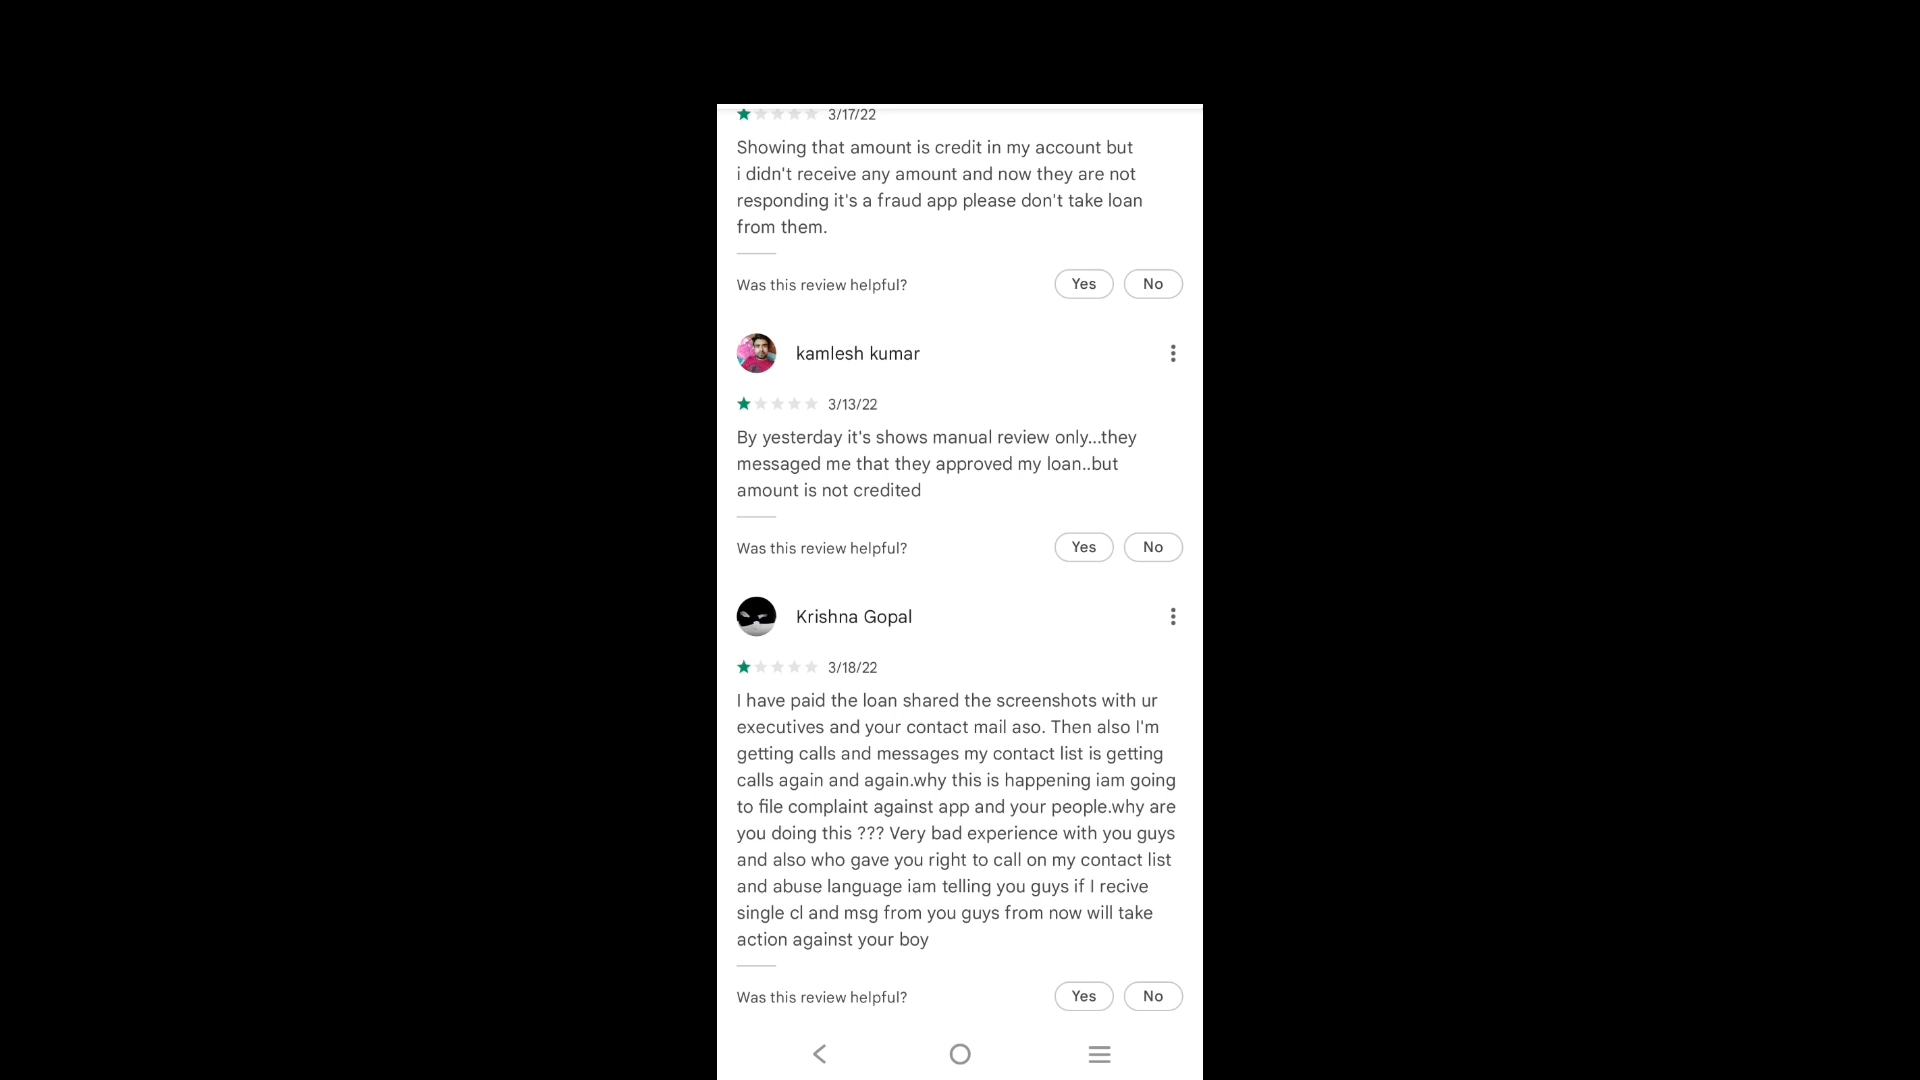 3/17/22
Showing that amount is credit in my account but
i didn't receive any amount and now they are not
responding it's a fraud app please don't take loan
from them.
Was this review helpful?
Yes
No
kamlesh kumar
3/13/22
By yesterday it's shows manual review only...they
messaged me that they approved my loan..but
amount is not credited
Was this review helpful?
Yes
No
Krishna Gopal
3/18/22
I have paid the loan shared the screenshots with ur
executives and your contact mail aso. Then also I'm
getting calls and messages my contact list is getting
calls again and again.why this is happening iam going
to file complaint against app and your people.why are
you doing this ??? Very bad experience with you guys
and also who gave you right to call on my contact list
and abuse language iam telling you guys if I recive
single cl and msg from you guys from now will take
action against your boy
Was this review helpful?
Yes
No